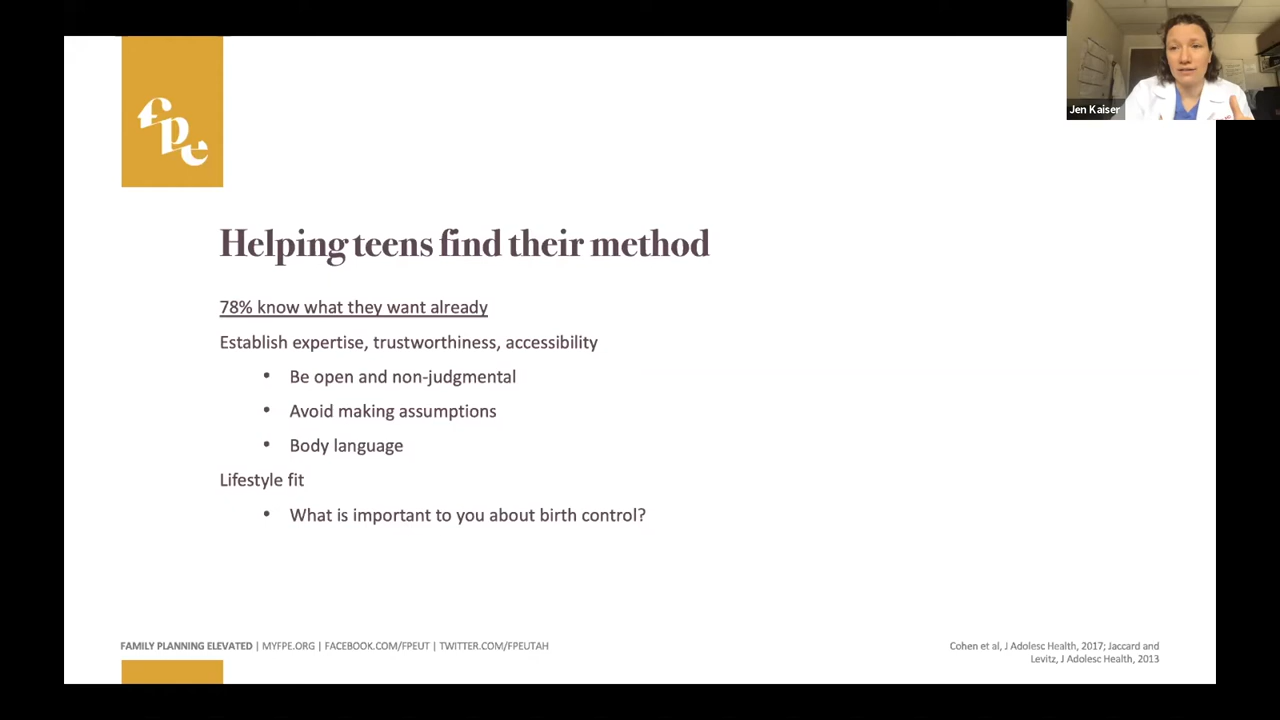 fpe
Jen Kaiser
Helping teens find their method
78% know what they want already
Establish expertise, trustworthiness, accessibility
• Be open and non-judgmental
• Avoid making assumptions
• Body language
Lifestyle fit
• What is important to you about birth control?
FAMILY PLANNING ELEVATED | MYFPE.ORG | FACEBOOK.COM/FPEUT | TWITTER.COM/FPEUTAH
Cohen et al, J Adolesc Health, 2017; Jaccard and
Levitz, J Adolesc Health, 2013